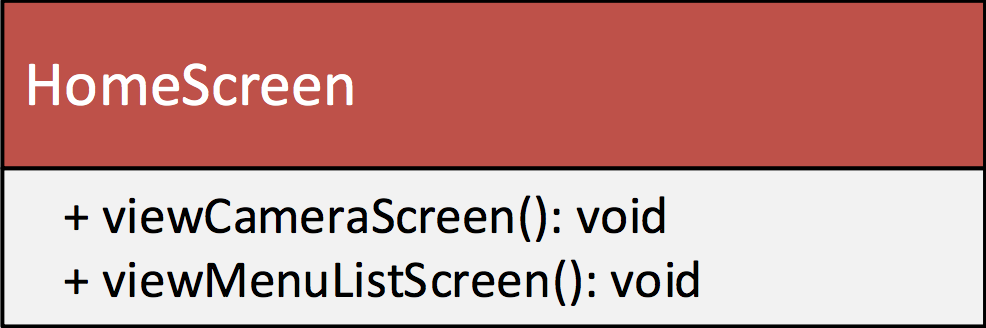 HomeScreen
+ viewCameraScreen(): void
+ viewMenuListScreen(): void